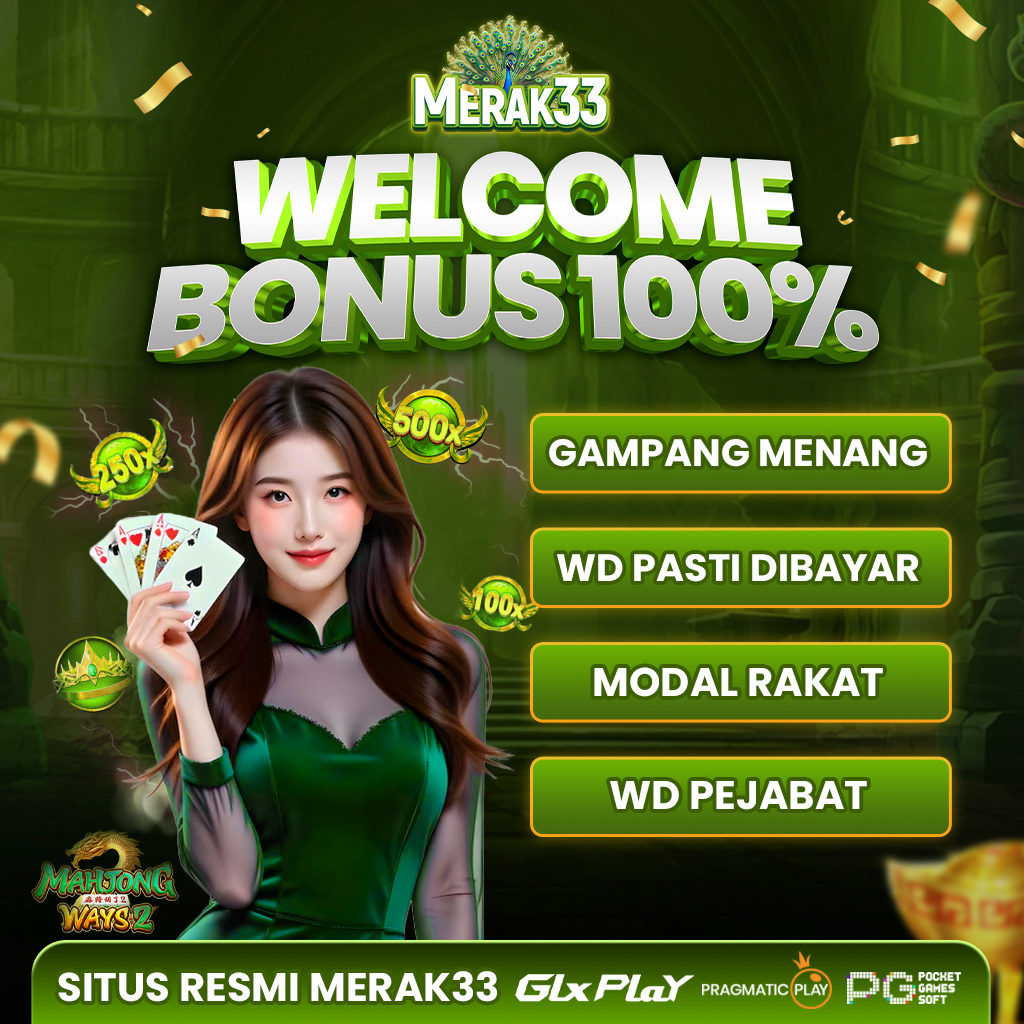 MERAK33
WELCOME
BONUS 100%
500x
250x
GAMPANG MENANG
A A A A
WD PASTI DIBAYAR
100x
MODAL RAKAT
WD PEJABAT
MAHJONG
WAYS 2
SITUS RESMI MERAK33 GLxPLAY PRAGMATIC PLAY PG POCKET GAMES SOFT